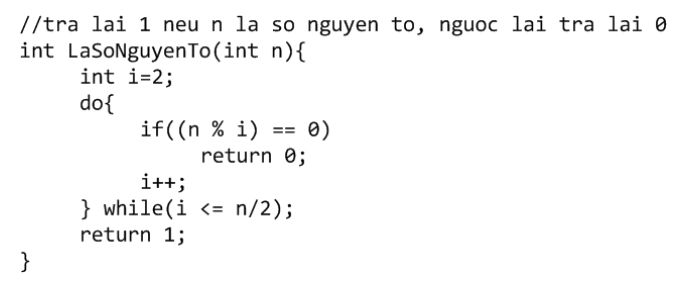 //tra lai 1 neu n la so nguyen to, nguoc lai tra lai 0
int LaSoNguyenTo(int n){
int i=2;
do{
if((n % i) == 0)
return 0;
i++;
} while(i <= n/2);
return 1;
}